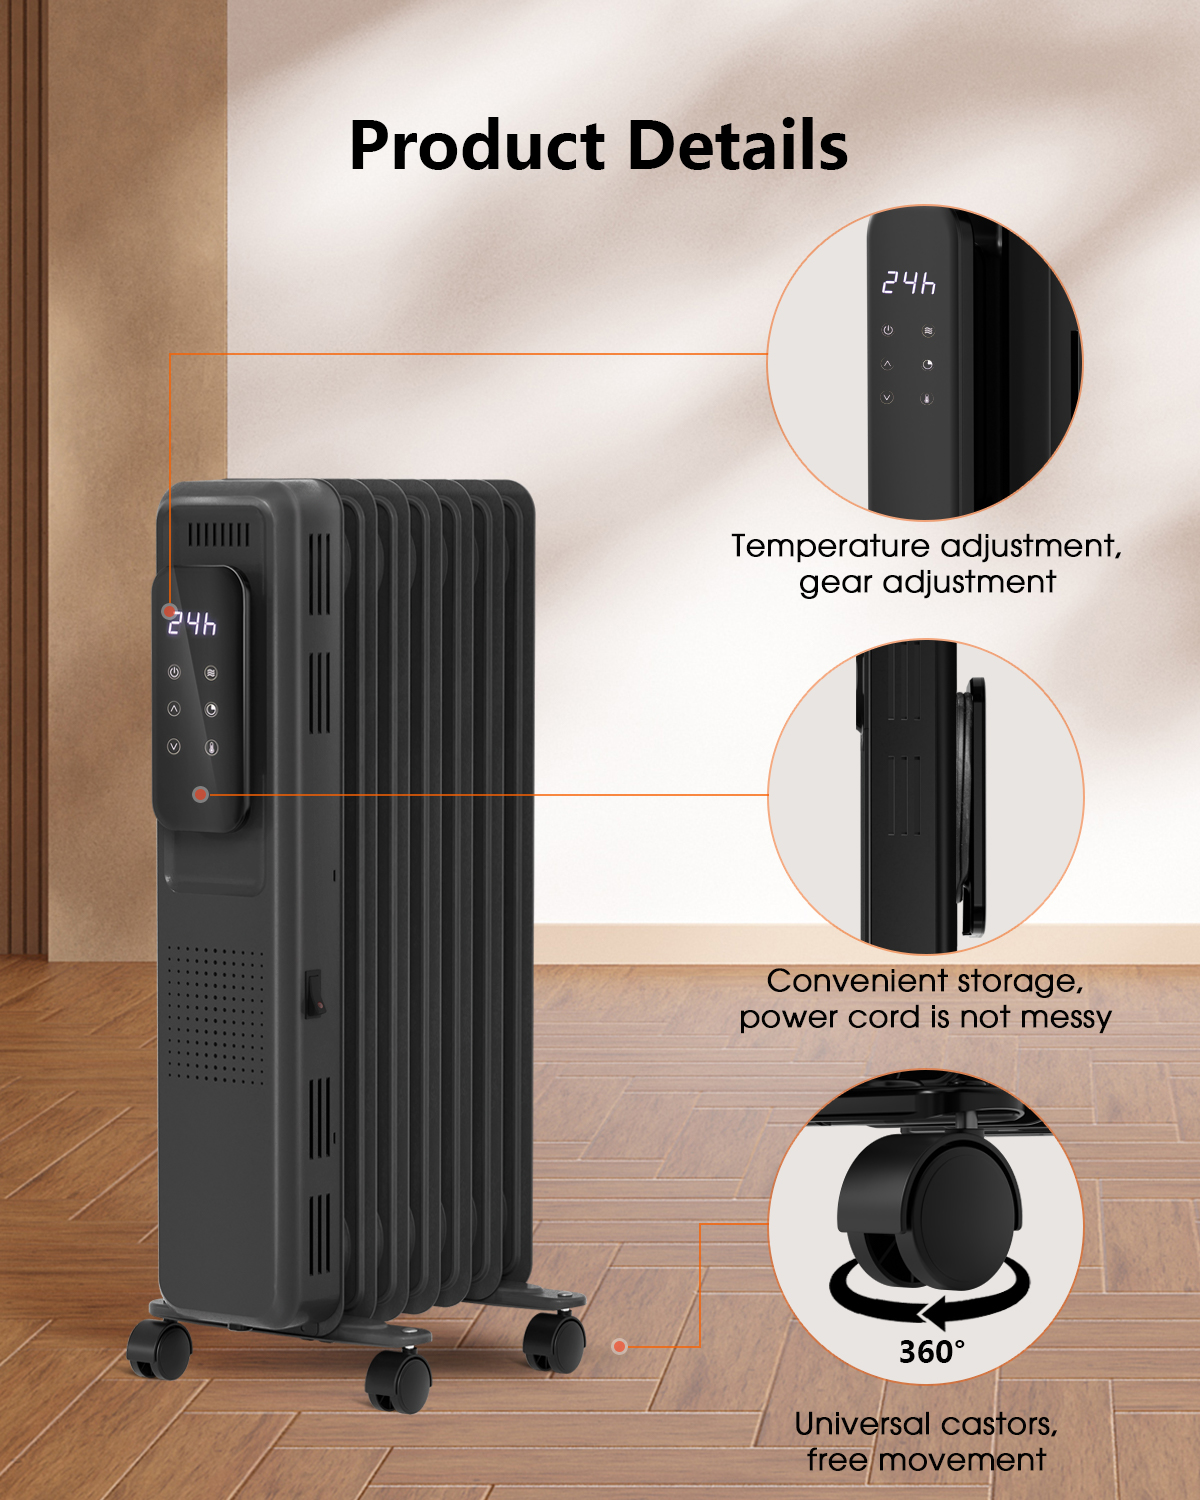 Product Details
24h
Temperature adjustment,
gear adjustment
24h
Convenient storage,
power cord is not messy
360°
Universal castors,
free movement